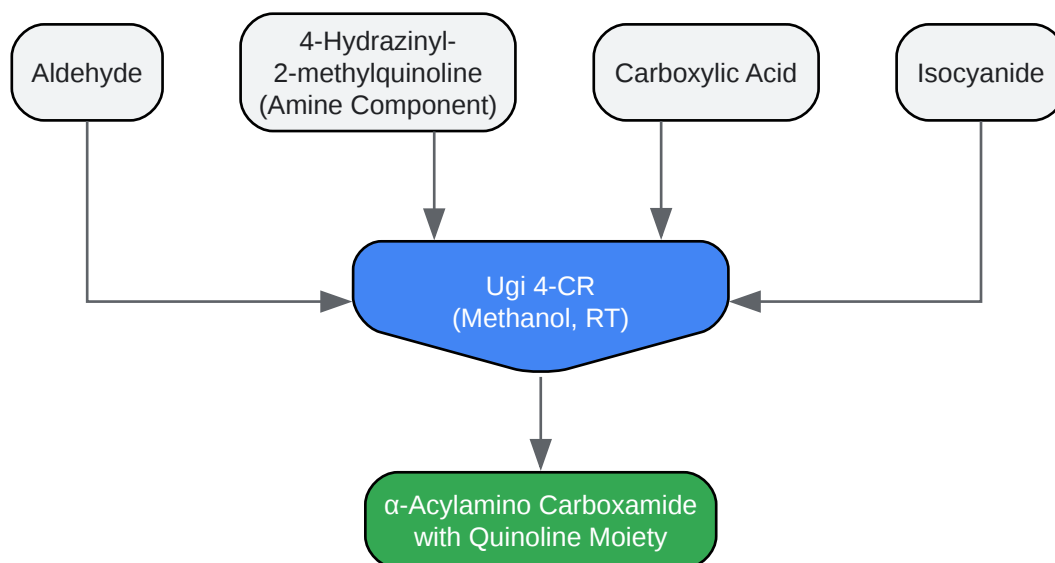 Aldehyde
4-Hydrazinyl-
2-methylquinoline
(Amine Component)
Carboxylic Acid
Isocyanide
Ugi 4-CR
(Methanol, RT)
α-Acylamino Carboxamide
with Quinoline Moiety